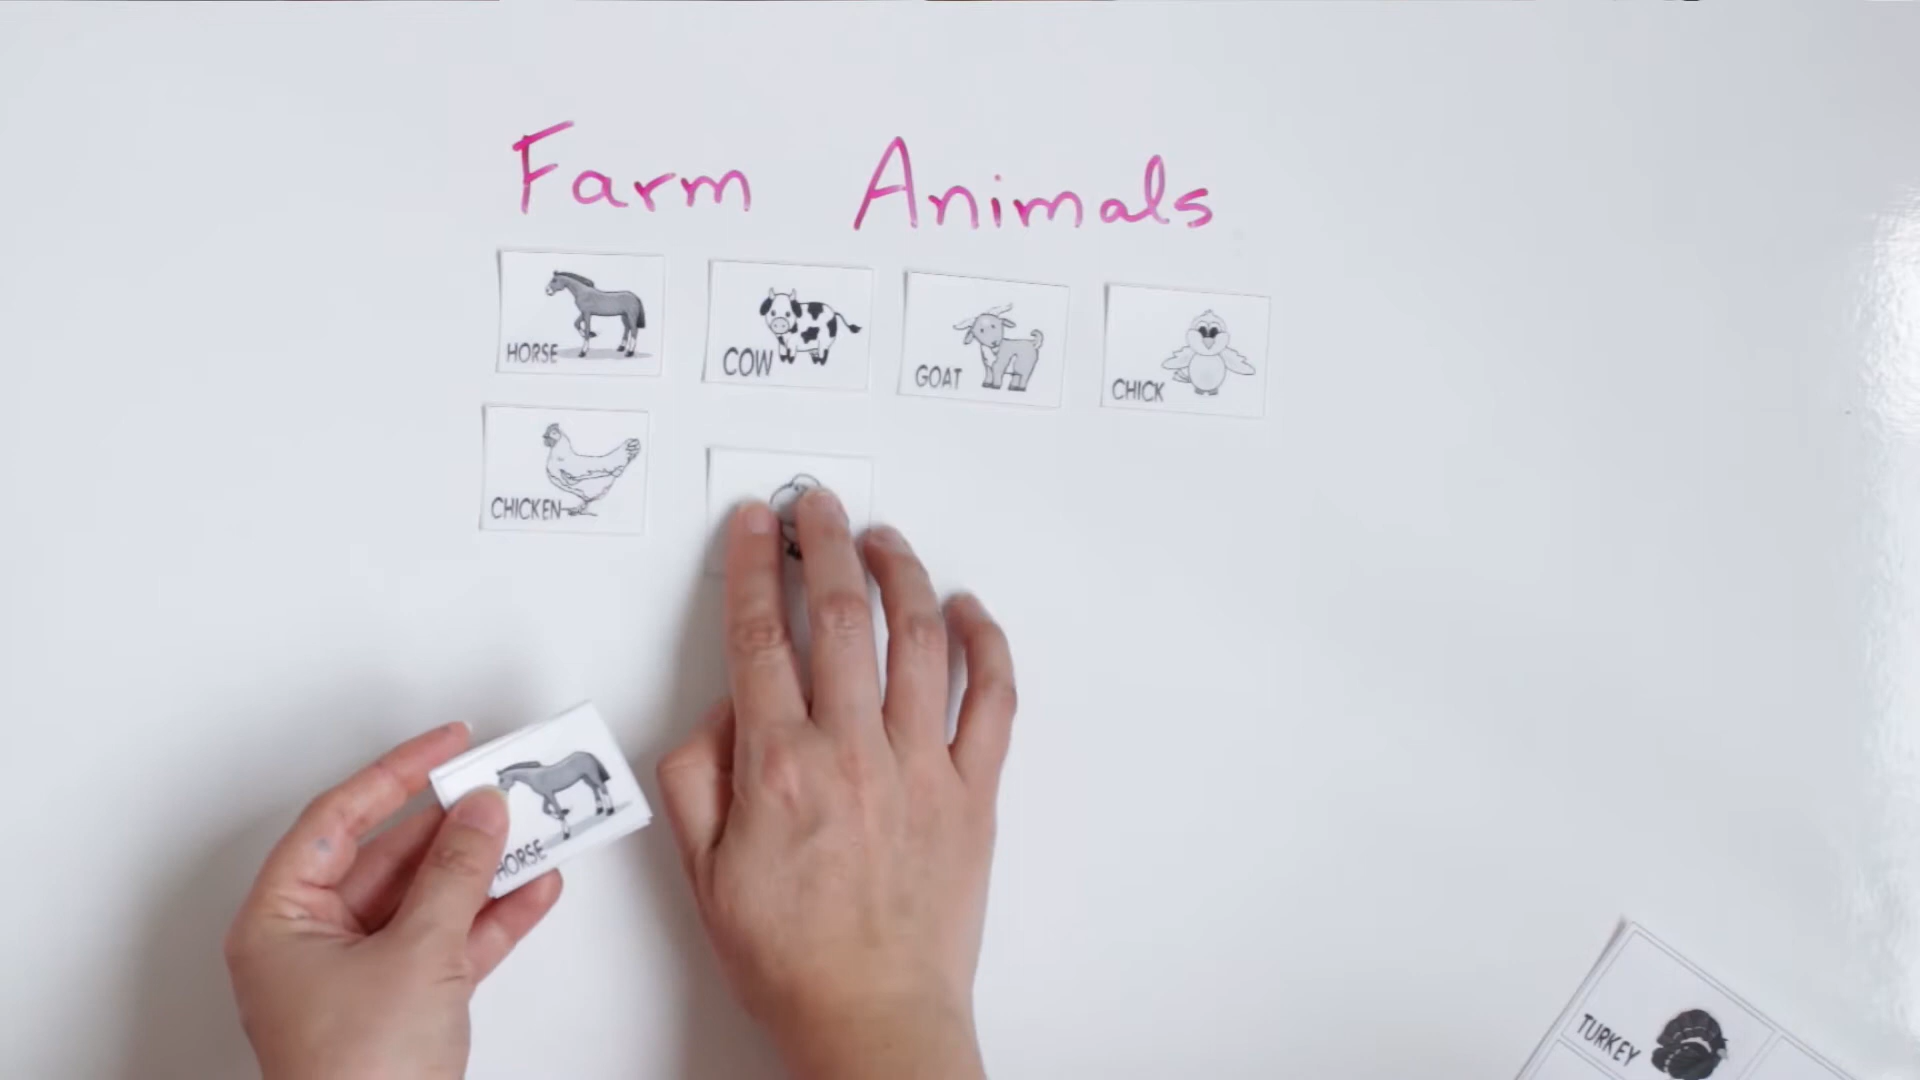 Farm Animals
HORSE
COW
GOAT
CHICK
CHICKEN
HORSE
TURKEY